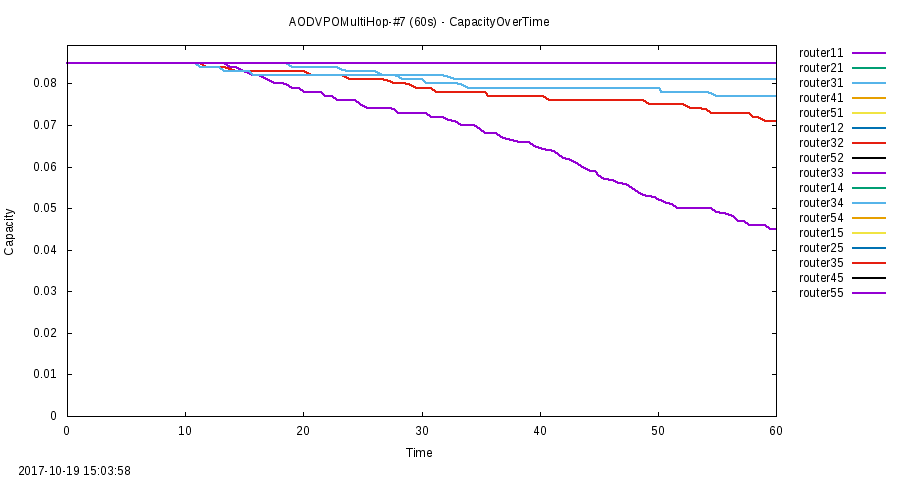 AODVPOMultiHop-#7 (60s) - CapacityOverTime
router11
router21
router31
router41
router51
router12
router32
router52
router33
router14
router34
router54
router15
router25
router35
router45
router55
Capacity
0.08
0.07
0.06
0.05
0.04
0.03
0.02
0.01
0
0 10 20 30 40 50 60
Time
2017-10-19 15:03:58